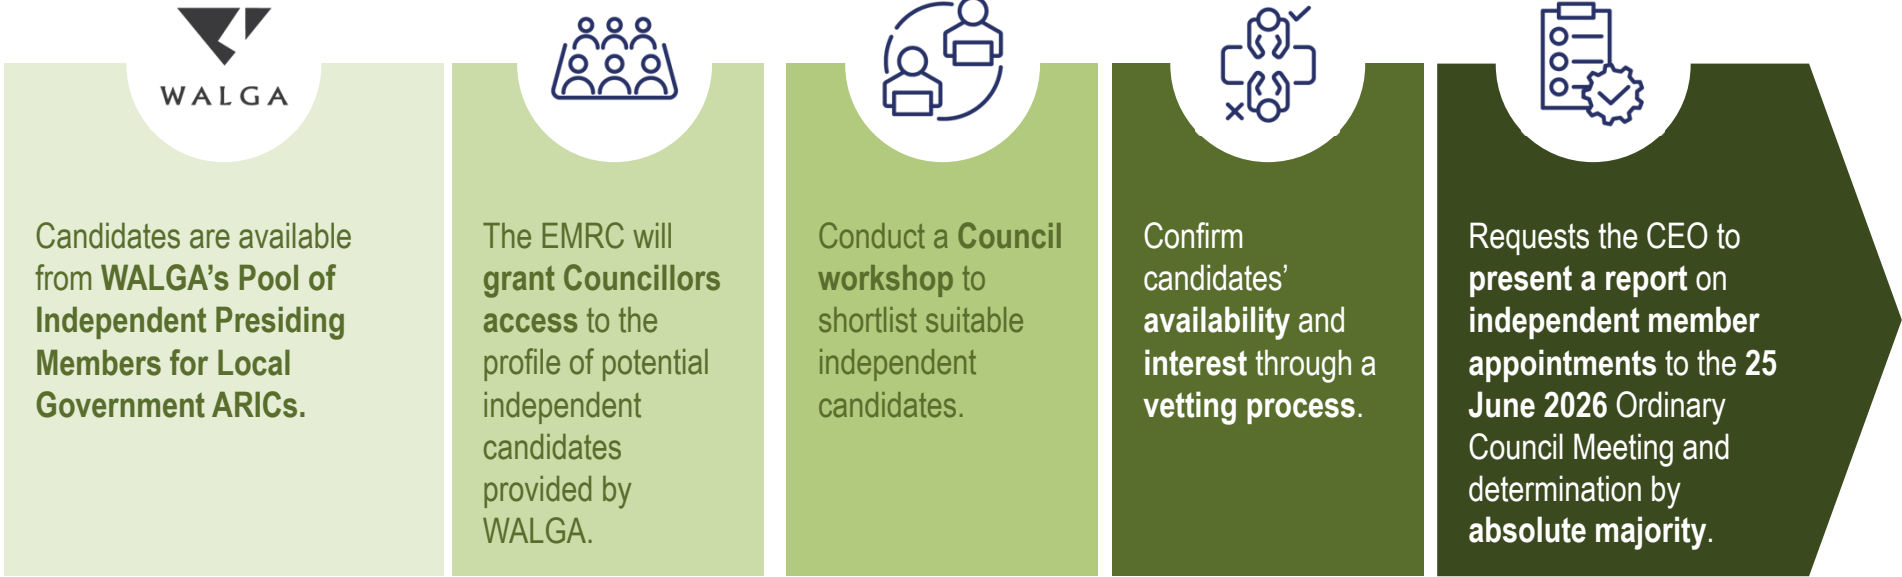 WALGA
Candidates are available
from WALGA's Pool of
Independent Presiding
Members for Local
Government ARICs.
The EMRC will
grant Councillors
access to the
profile of potential
independent
candidates
provided by
WALGA.
Conduct a Council
workshop to
shortlist suitable
independent
candidates.
Confirm
candidates'
availability and
interest through a
vetting process.
Requests the CEO to
present a report on
independent member
appointments to the 25
June 2026 Ordinary
Council Meeting and
determination by
absolute majority.